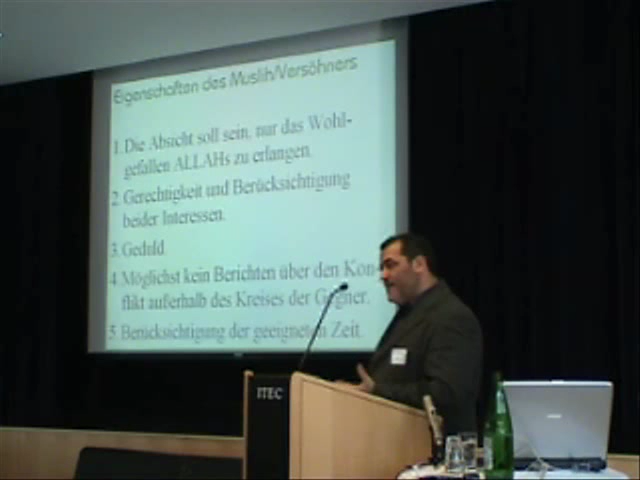 Eigenschaften des Muslih/Versöhners
1. Die Absicht soll sein, nur das Wohl-
gefallen ALLAHs zu erlangen.
2. Gerechtigkeit und Berücksichtigung
beider Interessen.
3. Geduld
4. Möglichst kein Berichten über den Kon-
flikt außerhalb des Kreises der Gegner.
5. Berücksichtigung der geeigneten Zeit.
ITEC